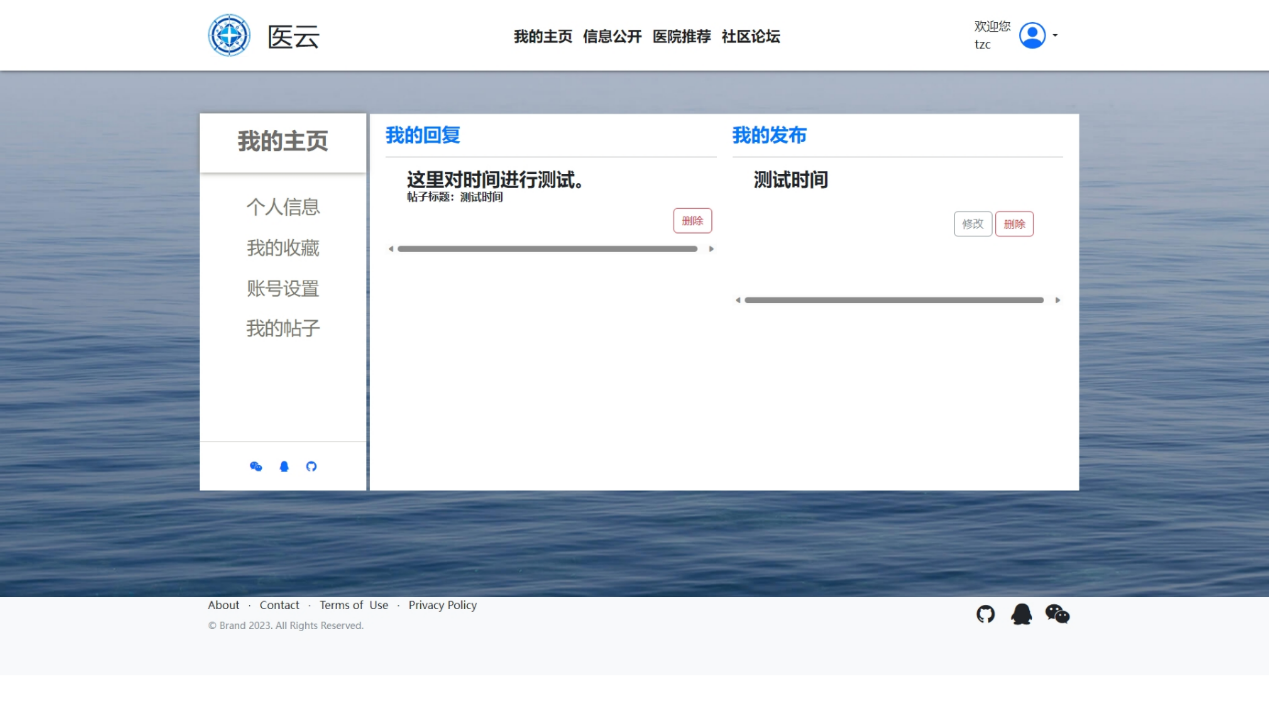 医云
我的主页 信息公开 医院推荐 社区论坛
欢迎您
tzc
我的主页
个人信息
我的收藏
账号设置
我的帖子
我的回复
这里对时间进行测试。
帖子标题：测试时间
删除
我的发布
测试时间
修改 删除
About · Contact · Terms of Use · Privacy Policy
© Brand 2023. All Rights Reserved.